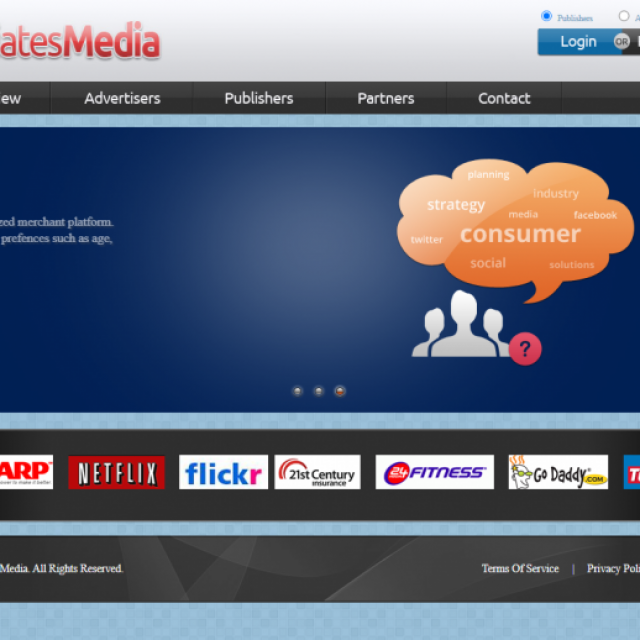 atesMedia
Publishers
Login OR
ew Advertisers Publishers Partners Contact
zed merchant platform.
prefences such as age,
planning
industry
strategy
media
facebook
twitter
consumer
social
solutions
?
ARP
NETFLIX
flickr
21st Century
insurance
24 FITNESS
Go Daddy .COM
Media. All Rights Reserved.
Terms Of Service | Privacy Poli